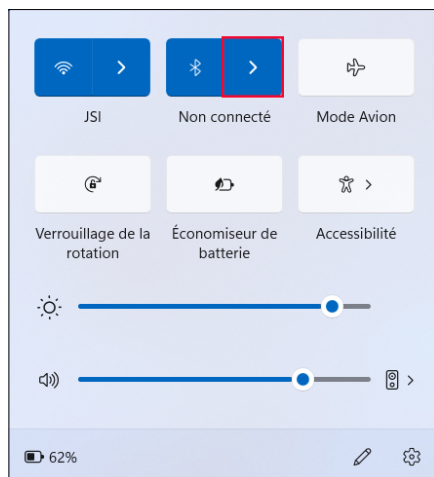 JSI
Non connecté
Mode Avion
Verrouillage de la
rotation
Économiseur de
batterie
Accessibilité
62%